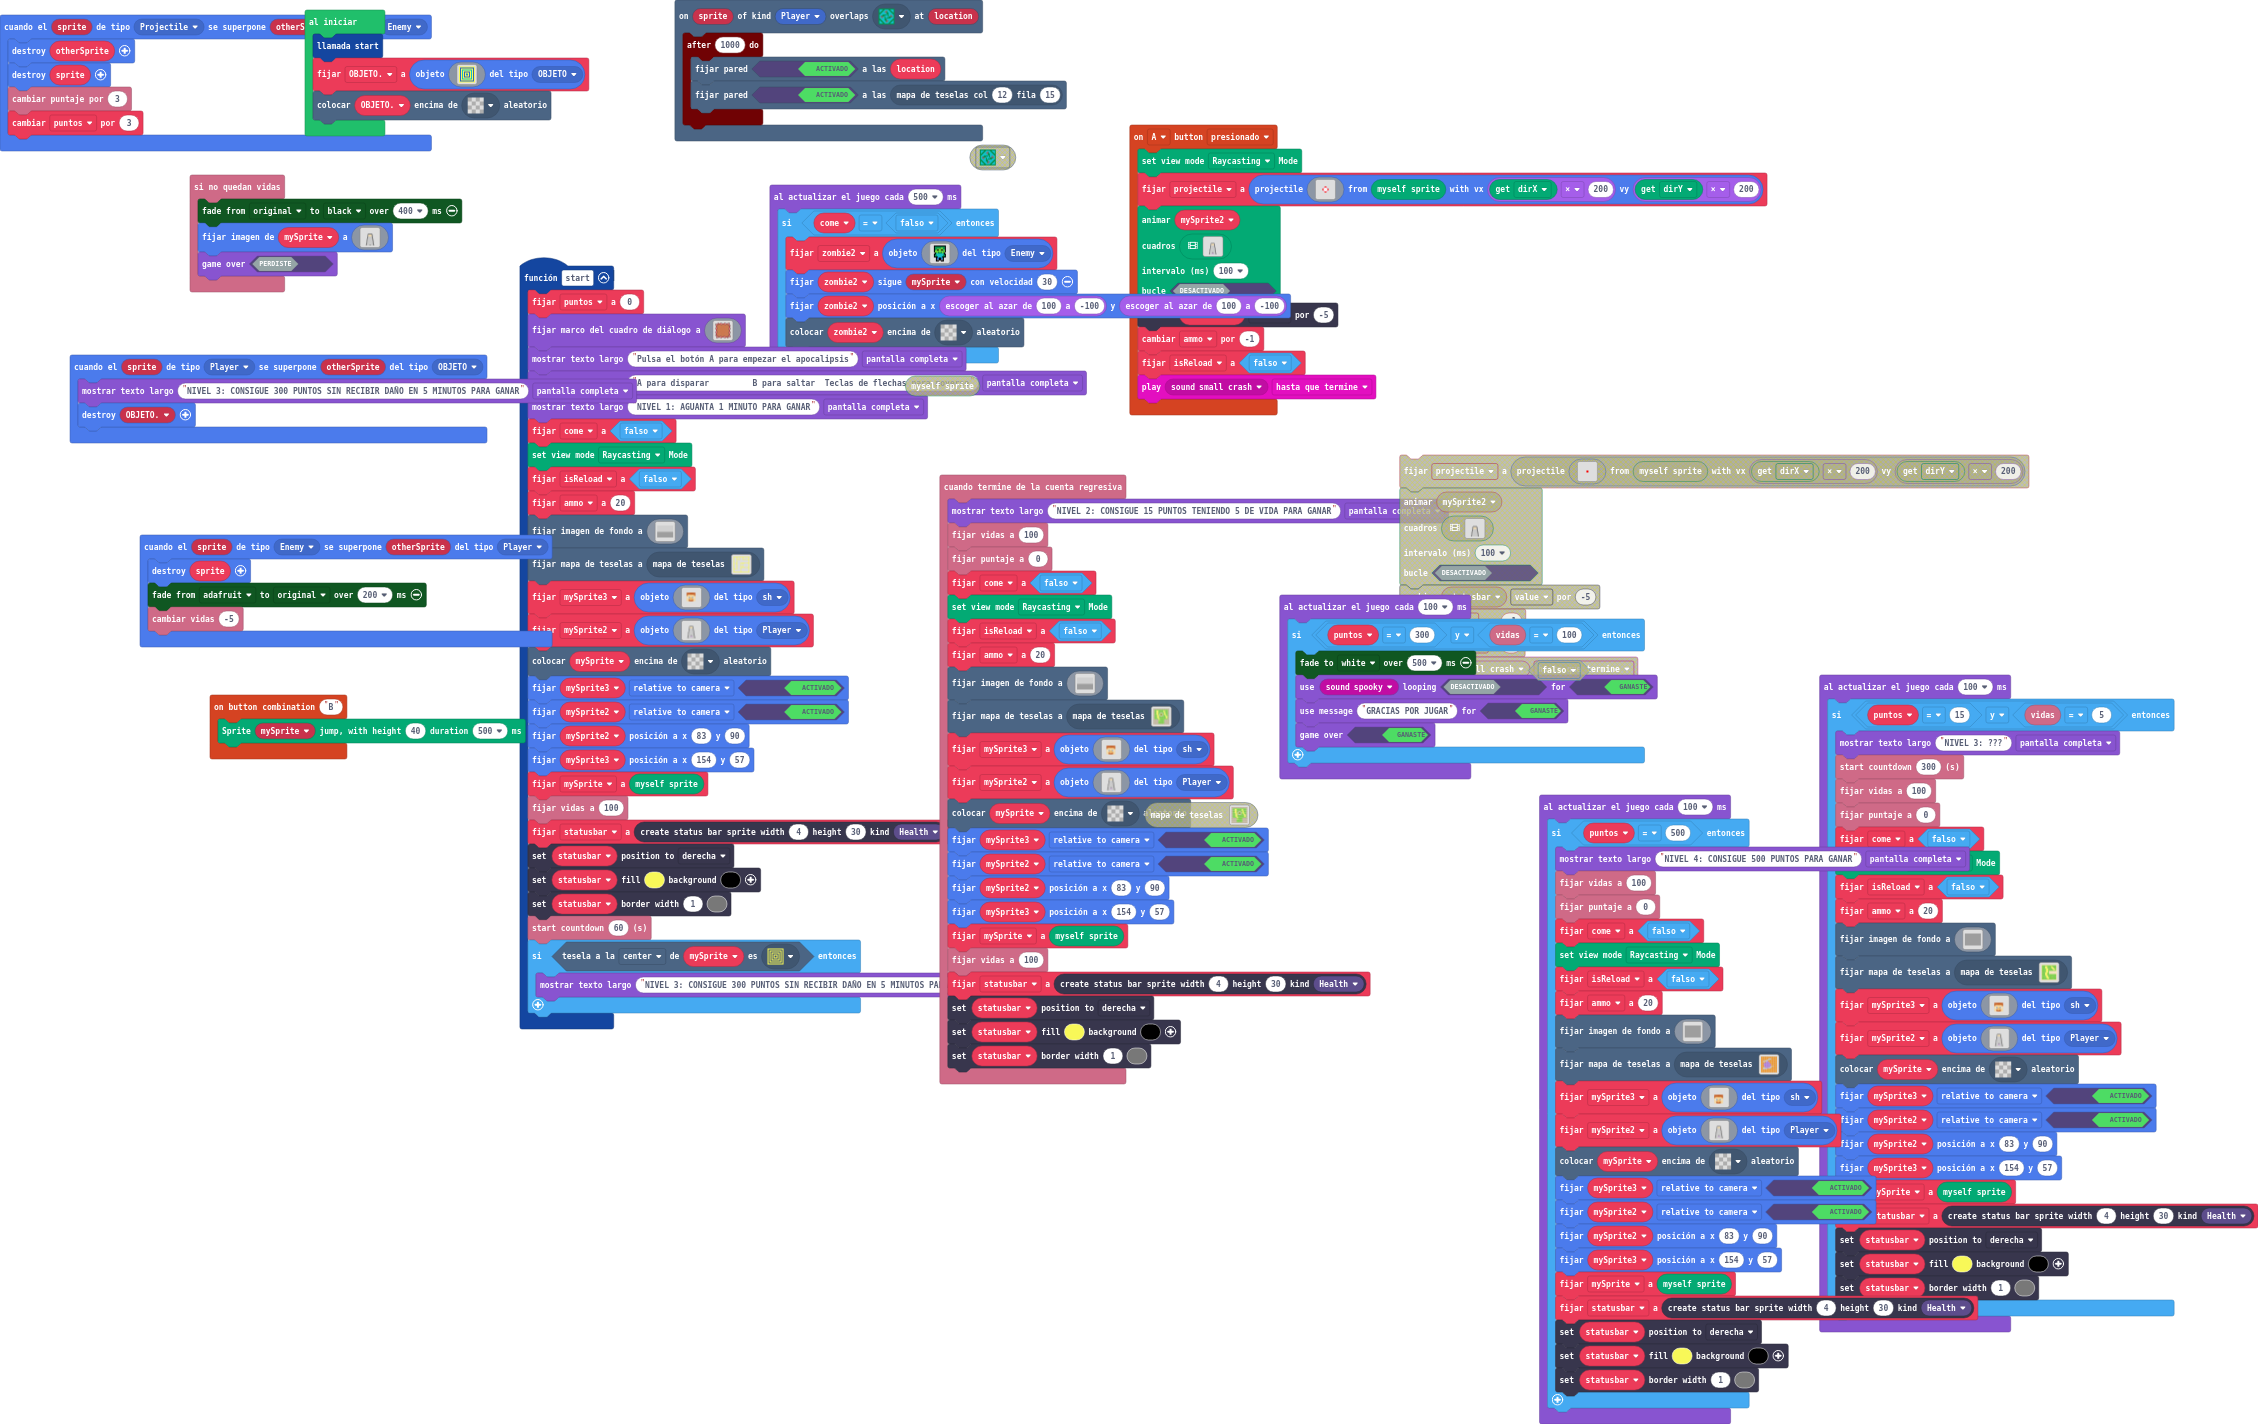 cuando el sprite de tipo Projectile se superpone otherS Enemy
destroy otherSprite
destroy sprite
cambiar puntaje por 3
cambiar puntos por 3
al iniciar
llamada start
fijar OBJETO. a objeto del tipo OBJETO
colocar OBJETO. encima de aleatorio
on sprite of kind Player overlaps at location
after 1000 do
fijar pared ACTIVADO a las location
fijar pared ACTIVADO a las mapa de teselas col 12 fila 15
si no quedan vidas
fade from original to black over 400 ms
fijar imagen de mySprite a
game over PERDISTE
al actualizar el juego cada 500 ms
si come = falso entonces
fijar zombie2 a objeto del tipo Enemy
fijar zombie2 sigue mySprite con velocidad 30
fijar zombie2 posición a x escoger al azar de 100 a -100 y escoger al azar de 100 a -100
colocar zombie2 encima de aleatorio
on A button presionado
set view mode Raycasting Mode
fijar projectile a projectile from myself sprite with vx get dirX × 200 vy get dirY × 200
animar mySprite2
cuadros
intervalo (ms) 100
bucle DESACTIVADO
por -5
cambiar ammo por -1
fijar isReload a falso
play sound small crash hasta que termine
cuando el sprite de tipo Player se superpone otherSprite del tipo OBJETO
mostrar texto largo "NIVEL 3: CONSIGUE 300 PUNTOS SIN RECIBIR DAÑO EN 5 MINUTOS PARA GANAR" pantalla completa
destroy OBJETO.
cuando el sprite de tipo Enemy se superpone otherSprite del tipo Player
destroy sprite
fade from adafruit to original over 200 ms
cambiar vidas -5
on button combination "B"
Sprite mySprite jump, with height 40 duration 500 ms
función start
fijar puntos a 0
fijar marco del cuadro de diálogo a
mostrar texto largo "Pulsa el botón A para empezar el apocalipsis" pantalla completa
A para disparar B para saltar Teclas de flechas pantalla completa
myself sprite
mostrar texto largo NIVEL 1: AGUANTA 1 MINUTO PARA GANAR" pantalla completa
fijar come a falso
set view mode Raycasting Mode
fijar isReload a falso
fijar ammo a 20
fijar imagen de fondo a
fijar mapa de teselas a mapa de teselas
fijar mySprite3 a objeto del tipo sh
fijar mySprite2 a objeto del tipo Player
colocar mySprite encima de aleatorio
fijar mySprite3 relative to camera ACTIVADO
fijar mySprite2 relative to camera ACTIVADO
fijar mySprite2 posición a x 83 y 90
fijar mySprite3 posición a x 154 y 57
fijar mySprite a myself sprite
fijar vidas a 100
fijar statusbar a create status bar sprite width 4 height 30 kind Health
set statusbar position to derecha
set statusbar fill background
set statusbar border width 1
start countdown 60 (s)
si tesela a la center de mySprite es entonces
mostrar texto largo "NIVEL 3: CONSIGUE 300 PUNTOS SIN RECIBIR DAÑO EN 5 MINUTOS PA
cuando termine de la cuenta regresiva
mostrar texto largo "NIVEL 2: CONSIGUE 15 PUNTOS TENIENDO 5 DE VIDA PARA GANAR" pantalla
fijar vidas a 100
fijar puntaje a 0
fijar come a falso
set view mode Raycasting Mode
fijar isReload a falso
fijar ammo a 20
fijar imagen de fondo a
fijar mapa de teselas a mapa de teselas
fijar mySprite3 a objeto del tipo sh
fijar mySprite2 a objeto del tipo Player
colocar mySprite encima de
mapa de teselas
fijar mySprite3 relative to camera ACTIVADO
fijar mySprite2 relative to camera ACTIVADO
fijar mySprite2 posición a x 83 y 90
fijar mySprite3 posición a x 154 y 57
fijar mySprite a myself sprite
fijar vidas a 100
fijar statusbar a create status bar sprite width 4 height 30 kind Health
set statusbar position to derecha
set statusbar fill background
set statusbar border width 1
fijar projectile a projectile from myself sprite with vx get dirX × 200 vy get dirY × 200
animar mySprite2
cuadros
intervalo (ms) 100
bucle DESACTIVADO
sbar value por -5
ll crash falso termine
al actualizar el juego cada 100 ms
si puntos = 300 y vidas = 100 entonces
fade to white over 500 ms
use sound spooky looping DESACTIVADO for GANASTE
use message "GRACIAS POR JUGAR" for GANASTE
game over GANASTE
al actualizar el juego cada 100 ms
si puntos = 15 y vidas = 5 entonces
mostrar texto largo "NIVEL 3: ???" pantalla completa
start countdown 300 (s)
fijar vidas a 100
fijar puntaje a 0
fijar come a falso
Mode
fijar isReload a falso
fijar ammo a 20
fijar imagen de fondo a
fijar mapa de teselas a mapa de teselas
fijar mySprite3 a objeto del tipo sh
fijar mySprite2 a objeto del tipo Player
colocar mySprite encima de aleatorio
fijar mySprite3 relative to camera ACTIVADO
fijar mySprite2 relative to camera ACTIVADO
fijar mySprite2 posición a x 83 y 90
fijar mySprite3 posición a x 154 y 57
ySprite a myself sprite
tatusbar a create status bar sprite width 4 height 30 kind Health
set statusbar position to derecha
set statusbar fill background
set statusbar border width 1
al actualizar el juego cada 100 ms
si puntos = 500 entonces
mostrar texto largo "NIVEL 4: CONSIGUE 500 PUNTOS PARA GANAR" pantalla completa
fijar vidas a 100
fijar puntaje a 0
fijar come a falso
set view mode Raycasting Mode
fijar isReload a falso
fijar ammo a 20
fijar imagen de fondo a
fijar mapa de teselas a mapa de teselas
fijar mySprite3 a objeto del tipo sh
fijar mySprite2 a objeto del tipo Player
colocar mySprite encima de aleatorio
fijar mySprite3 relative to camera ACTIVADO
fijar mySprite2 relative to camera ACTIVADO
fijar mySprite2 posición a x 83 y 90
fijar mySprite3 posición a x 154 y 57
fijar mySprite a myself sprite
fijar statusbar a create status bar sprite width 4 height 30 kind Health
set statusbar position to derecha
set statusbar fill background
set statusbar border width 1